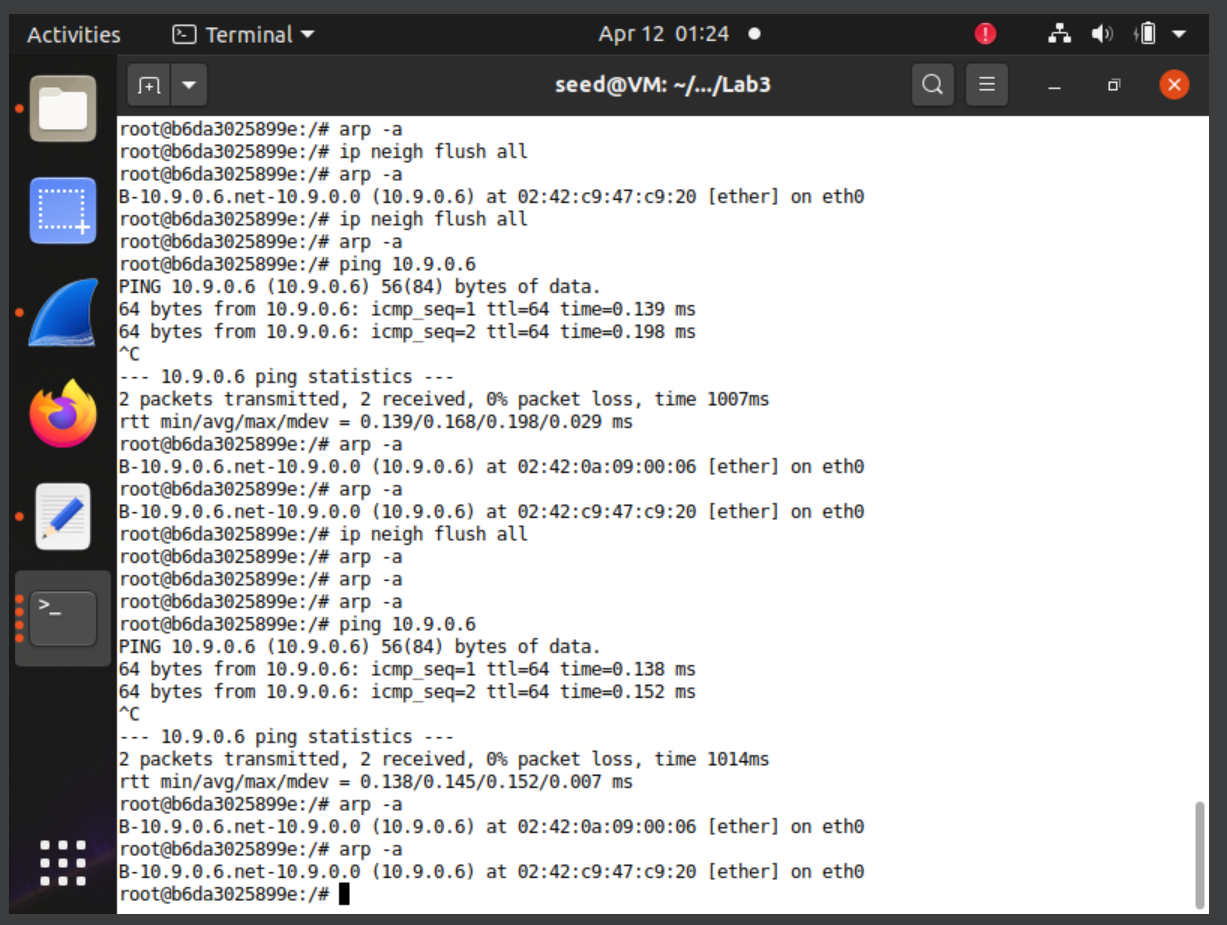 Activities Terminal Apr 12 01:24
seed@VM: ~/.../Lab3
root@b6da3025899e:/# arp -a
root@b6da3025899e:/# ip neigh flush all
root@b6da3025899e:/# arp -a
B-10.9.0.6.net-10.9.0.0 (10.9.0.6) at 02:42:c9:47:c9:20 [ether] on eth0
root@b6da3025899e:/# ip neigh flush all
root@b6da3025899e:/# arp -a
root@b6da3025899e:/# ping 10.9.0.6
PING 10.9.0.6 (10.9.0.6) 56(84) bytes of data.
64 bytes from 10.9.0.6: icmp_seq=1 ttl=64 time=0.139 ms
64 bytes from 10.9.0.6: icmp_seq=2 ttl=64 time=0.198 ms
^C
--- 10.9.0.6 ping statistics ---
2 packets transmitted, 2 received, 0% packet loss, time 1007ms
rtt min/avg/max/mdev = 0.139/0.168/0.198/0.029 ms
root@b6da3025899e:/# arp -a
B-10.9.0.6.net-10.9.0.0 (10.9.0.6) at 02:42:0a:09:00:06 [ether] on eth0
root@b6da3025899e:/# arp -a
B-10.9.0.6.net-10.9.0.0 (10.9.0.6) at 02:42:c9:47:c9:20 [ether] on eth0
root@b6da3025899e:/# ip neigh flush all
root@b6da3025899e:/# arp -a
root@b6da3025899e:/# arp -a
root@b6da3025899e:/# arp -a
root@b6da3025899e:/# ping 10.9.0.6
PING 10.9.0.6 (10.9.0.6) 56(84) bytes of data.
64 bytes from 10.9.0.6: icmp_seq=1 ttl=64 time=0.138 ms
64 bytes from 10.9.0.6: icmp_seq=2 ttl=64 time=0.152 ms
^C
--- 10.9.0.6 ping statistics ---
2 packets transmitted, 2 received, 0% packet loss, time 1014ms
rtt min/avg/max/mdev = 0.138/0.145/0.152/0.007 ms
root@b6da3025899e:/# arp -a
B-10.9.0.6.net-10.9.0.0 (10.9.0.6) at 02:42:0a:09:00:06 [ether] on eth0
root@b6da3025899e:/# arp -a
B-10.9.0.6.net-10.9.0.0 (10.9.0.6) at 02:42:c9:47:c9:20 [ether] on eth0
root@b6da3025899e:/#